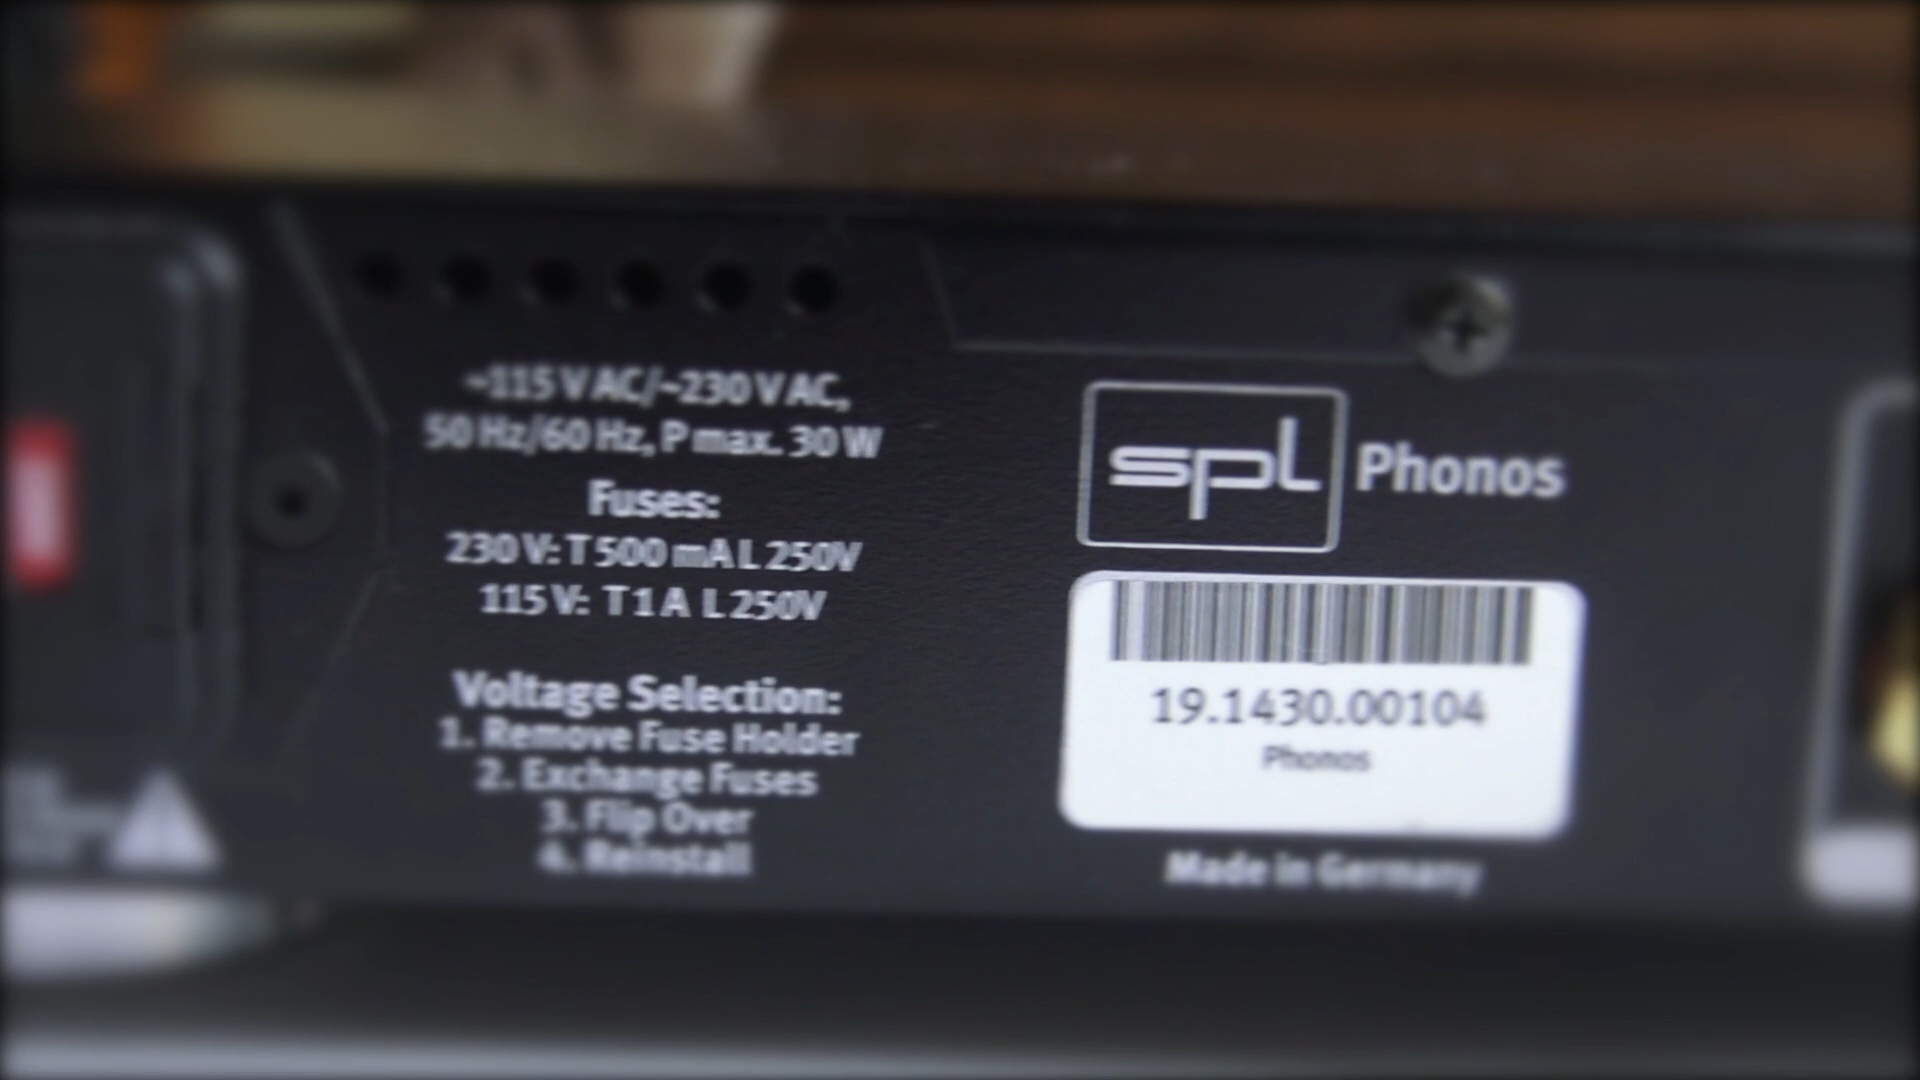 ~115 V AC/~230 V AC,
50 Hz/60 Hz, P max. 30 W
Fuses:
230 V: T 500 mA L 250V
115 V: T 1 A L 250V
Voltage Selection:
1. Remove Fuse Holder
2. Exchange Fuses
3. Flip Over
4. Reinstall
spl Phonos
19.1430.00104
Phonos
Made in Germany